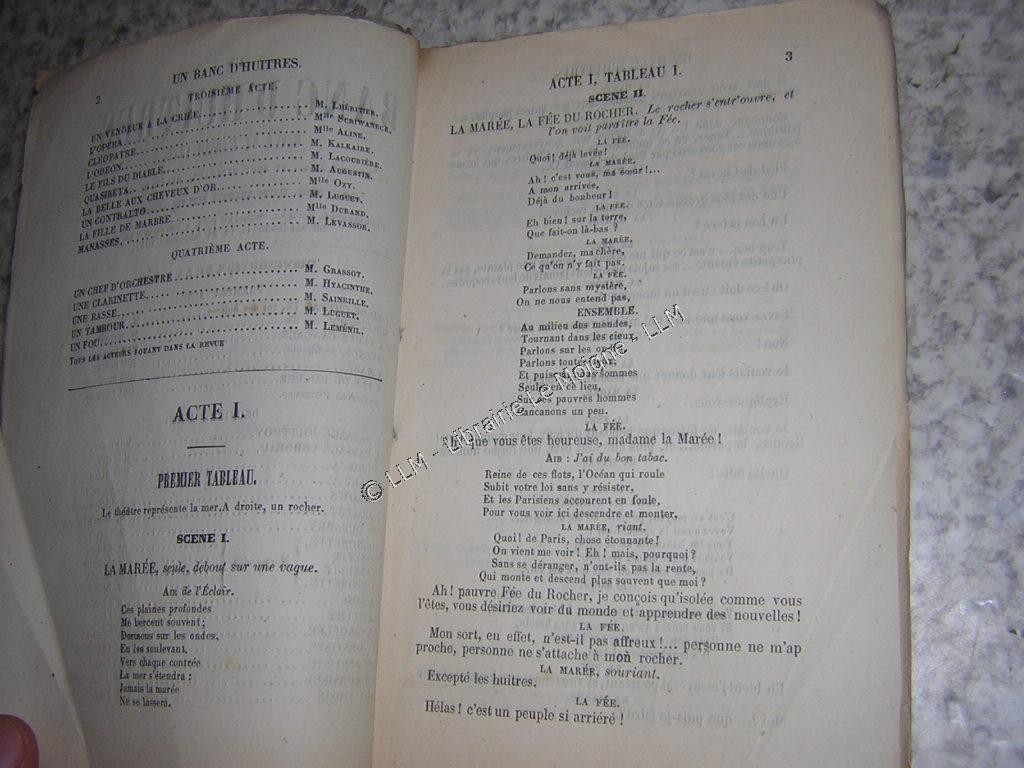 UN BANC D'HUITRES.
2
TROISIÈME ACTE.
UN VENDEUR A LA CRIÉE M. LHÉRITIER.
L'OPÉRA Mlle SCRIWANECK.
CLÉOPATRE Mlle ALINE.
L'ODÉON M. KALKAIRE.
LE FILS DU DIABLE M. LACOURIÈRE.
QUASIBETA M. AUGUSTIN.
LA BELLE AUX CHEVEUX D'OR Mlle OZY.
UN CONTRALTO M. LUGUET.
LA FILLE DE MARBRE Mlle DURAND.
MANASSES M. LEVASSOR.
QUATRIÈME ACTE.
UN CHEF D'ORCHESTRE M. GRASSOT.
UNE CLARINETTE M. HYACINTHE.
UNE BASSE M. SAINVILLE.
UN TAMBOUR M. LUGUET.
UN FOU M. LEMÉNIL.
TOUS LES ACTEURS JOUANT DANS LA REVUE
ACTE I.
PREMIER TABLEAU.
Le théâtre représente la mer. A droite, un rocher.
SCENE I.
LA MARÉE, seule, debout sur une vague.
AIR de l'Éclair.
Ces plaines profondes
Me bercent souvent;
Dormons sur les ondes,
En les soulevant.
Vers chaque contrée
La mer s'étendra :
Jamais la marée
Ne se lassera.
ACTE I, TABLEAU I.
3
SCENE II.
LA MARÉE, LA FÉE DU ROCHER. Le rocher s'entr'ouvre, et
l'on voit paraître la Fée.
LA FÉE.
Quoi! déjà levée!
LA MARÉE.
Ah! c'est vous, ma sœur!...
A mon arrivée,
Déjà du bonheur!
LA FÉE.
Eh bien! sur la terre,
Que fait-on là-bas?
LA MARÉE.
Demandez, ma chère,
Ce qu'on n'y fait pas.
LA FÉE.
Parlons sans mystère,
On ne nous entend pas,
ENSEMBLE.
Au milieu des mondes,
Tournant dans les cieux,
Parlons sur les ondes
Parlons toutes deux,
Et puisque nous sommes
Seules en ce lieu,
Sur ces pauvres hommes
Cancanons un peu.
LA FÉE.
Ah! que vous êtes heureuse, madame la Marée!
AIR : J'ai du bon tabac.
Reine de ces flots, l'Océan qui roule
Subit votre loi sans y résister,
Et les Parisiens accourent en foule,
Pour vous voir ici descendre et monter,
LA MARÉE, riant.
Quoi! de Paris, chose étonnante!
On vient me voir! Eh! mais, pourquoi?
Sans se déranger, n'ont-ils pas la rente,
Qui monte et descend plus souvent que moi?
Ah! pauvre Fée du Rocher, je conçois qu'isolée comme vous
l'êtes, vous désiriez voir du monde et apprendre des nouvelles!
LA FÉE.
Mon sort, en effet, n'est-il pas affreux!... personne ne m'ap
proche, personne ne s'attache à mon rocher.
LA MARÉE, souriant.
Excepté les huitres.
LA FÉE.
Hélas! c'est un peuple si arriéré!
© LLM - Librairie Le Moigne - LLM